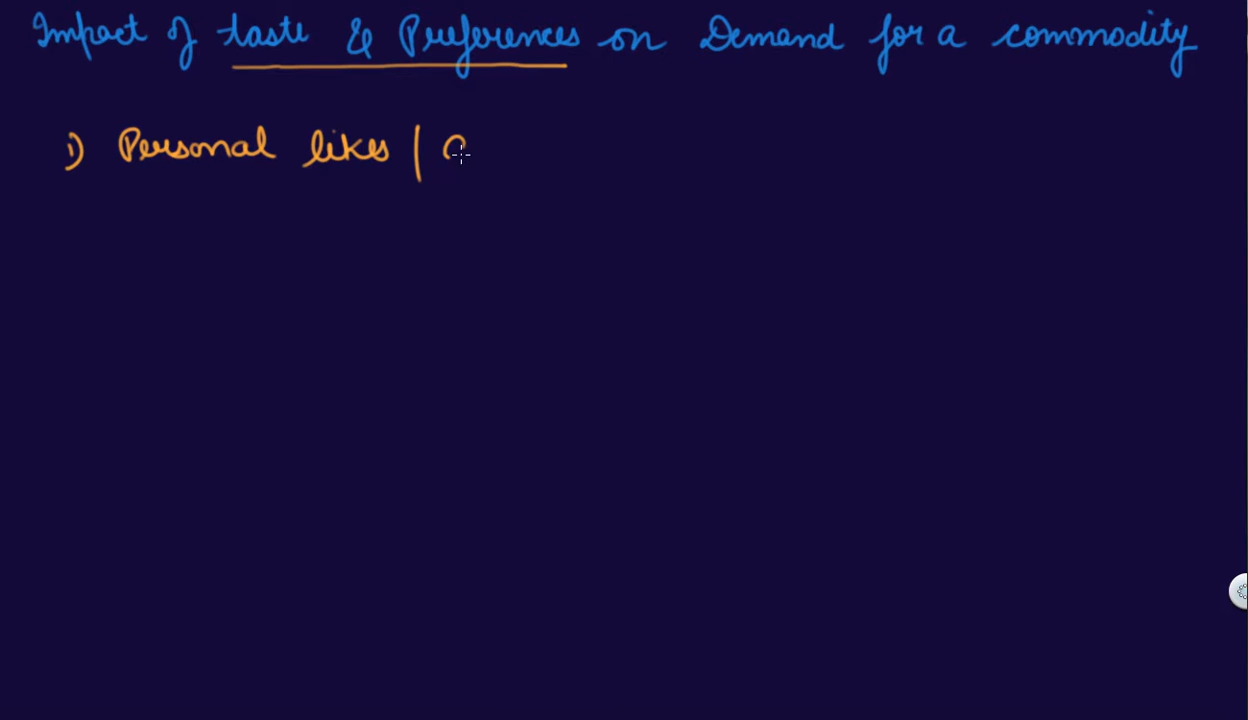 Impact of taste & Preferences on Demand for a commodity
1) Personal likes |